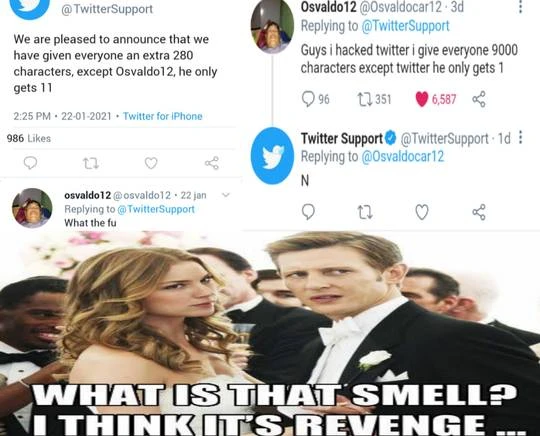 @TwitterSupport
We are pleased to announce that we
have given everyone an extra 280
characters, except Osvaldo12, he only
gets 11
2:25 PM • 22-01-2021 • Twitter for iPhone
986 Likes
osvaldo12 @osvaldo12 • 22 jan
Replying to @TwitterSupport
What the fu
Osvaldo12 @Osvaldocar12 · 3d
Replying to @TwitterSupport
Guys i hacked twitter i give everyone 9000
characters except twitter he only gets 1
96 351 6,587
Twitter Support @TwitterSupport · 1d
Replying to @Osvaldocar12
N
WHAT IS THAT SMELL?
I THINK IT'S REVENGE ...